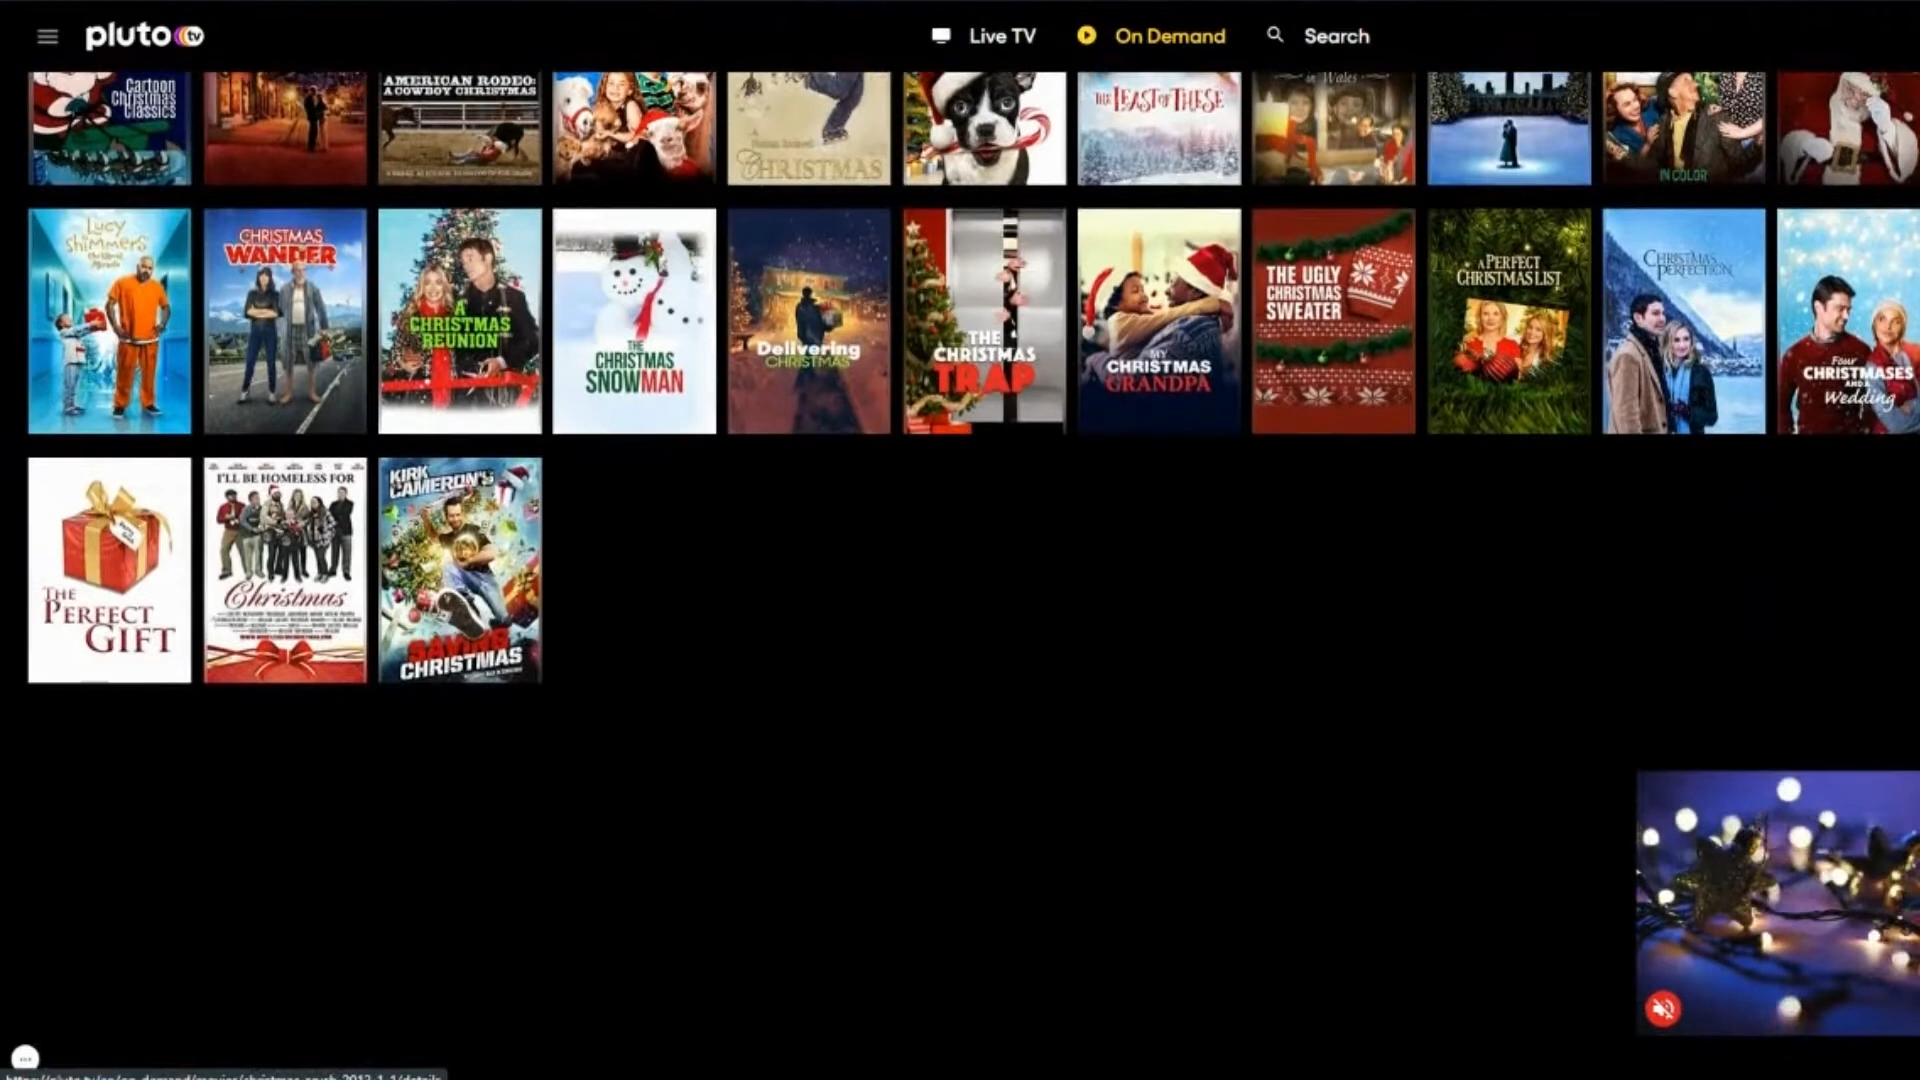 pluto tv
Live TV
On Demand
Search
Cartoon
Christmas
Classics
AMERICAN RODEO:
A COWBOY CHRISTMAS
CHRISTMAS
THE LEAST OF THESE
in Wales
IN COLOR
Lucy
Shimmers
CHRISTMAS
WANDER
A
CHRISTMAS
REUNION
THE
CHRISTMAS
SNOWMAN
Delivering
CHRISTMAS
THE
CHRISTMAS
TRAP
MY
CHRISTMAS
GRANDPA
THE UGLY
CHRISTMAS
SWEATER
A PERFECT
CHRISTMAS LIST
CHRISTMAS
PERFECTION
Four
CHRISTMASES
AND A
Wedding
THE
PERFECT
GIFT
I'LL BE HOMELESS FOR
Christmas
KIRK
CAMERON'S
SAVING
CHRISTMAS